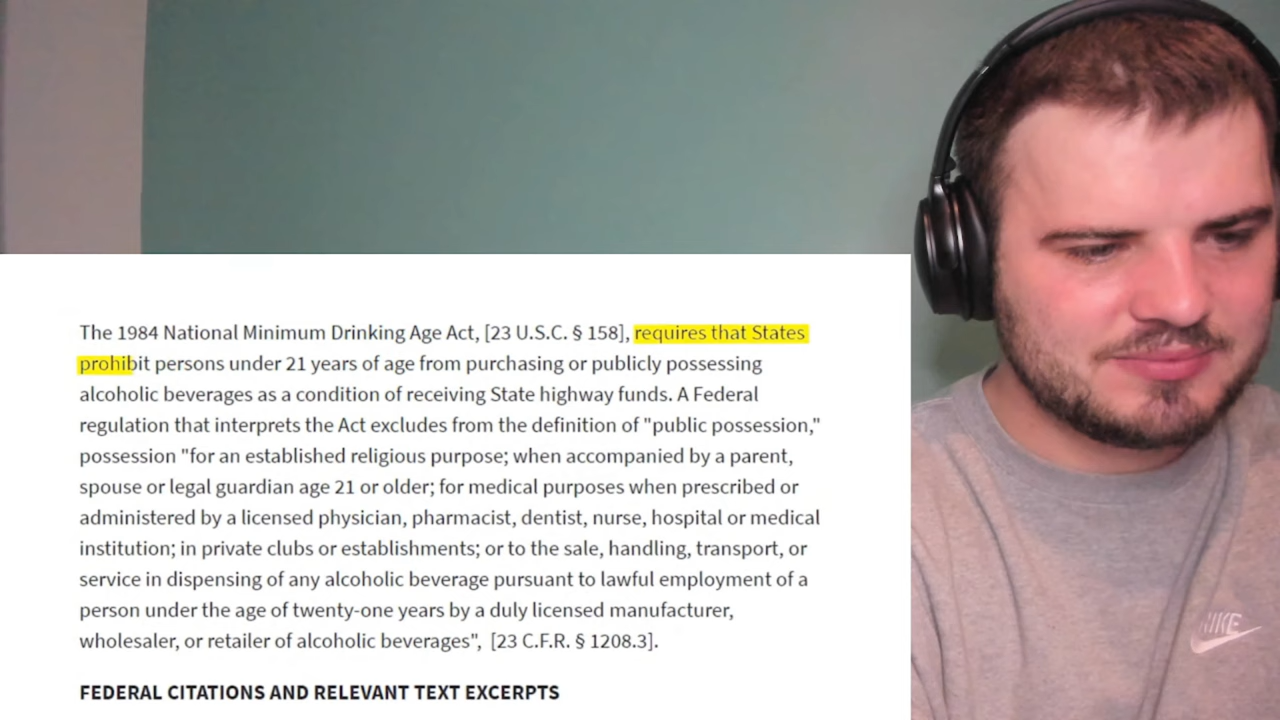 The 1984 National Minimum Drinking Age Act, [23 U.S.C. § 158], requires that States
prohibit persons under 21 years of age from purchasing or publicly possessing
alcoholic beverages as a condition of receiving State highway funds. A Federal
regulation that interprets the Act excludes from the definition of "public possession,"
possession "for an established religious purpose; when accompanied by a parent,
spouse or legal guardian age 21 or older; for medical purposes when prescribed or
administered by a licensed physician, pharmacist, dentist, nurse, hospital or medical
institution; in private clubs or establishments; or to the sale, handling, transport, or
service in dispensing of any alcoholic beverage pursuant to lawful employment of a
person under the age of twenty-one years by a duly licensed manufacturer,
wholesaler, or retailer of alcoholic beverages", [23 C.F.R. § 1208.3].
FEDERAL CITATIONS AND RELEVANT TEXT EXCERPTS
NIKE